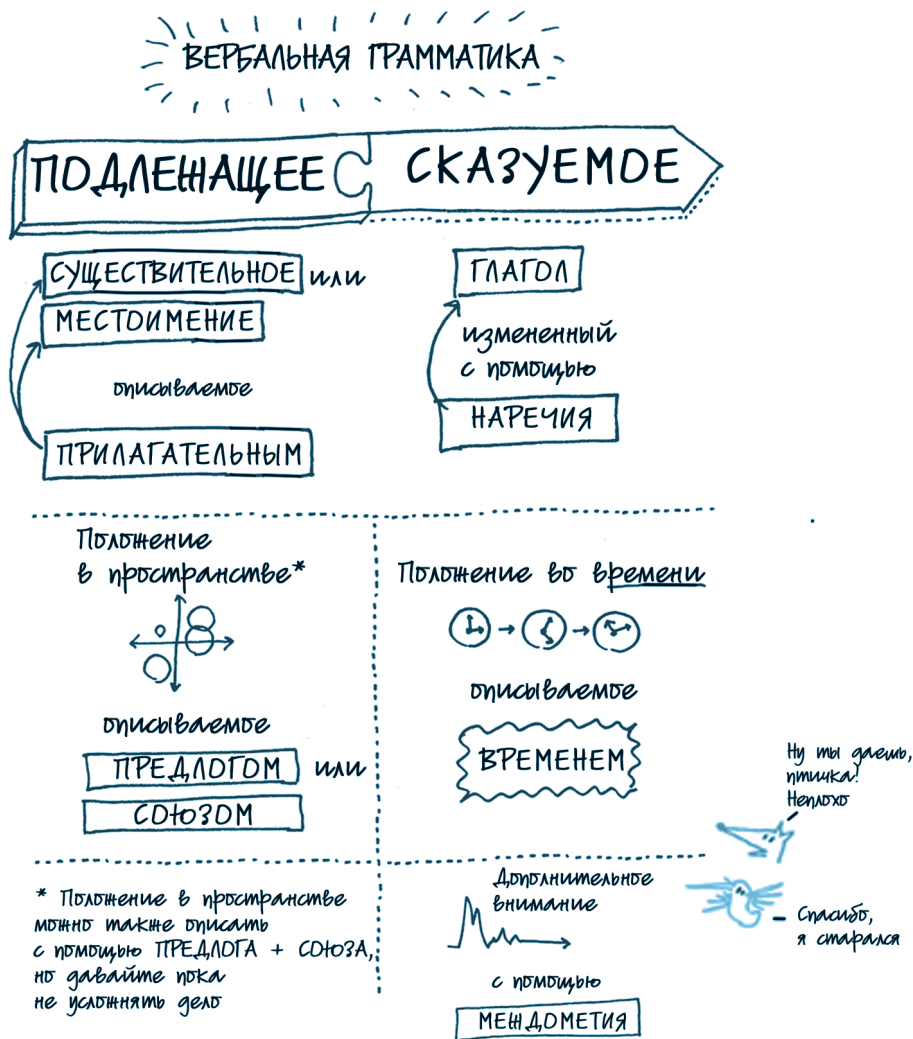 ВЕРБАЛЬНАЯ ГРАММАТИКА
ПОДЛЕЖАЩЕЕ
СКАЗУЕМОЕ
СУЩЕСТВИТЕЛЬНОЕ или
МЕСТОИМЕНИЕ
описываемое
ПРИЛАГАТЕЛЬНЫМ
ГЛАГОЛ
измененный
с помощью
НАРЕЧИЯ
Положение
в пространстве*
описываемое
ПРЕДЛОГОМ или
СОЮЗОМ
Положение во времени
описываемое
ВРЕМЕНЕМ
Ну ты даешь,
птичка!
Неплохо
Спасибо,
я старался
* Положение в пространстве
можно также описать
с помощью ПРЕДЛОГА + СОЮЗА,
но давайте пока
не усложнять дело
Дополнительное
внимание
с помощью
МЕЖДОМЕТИЯ